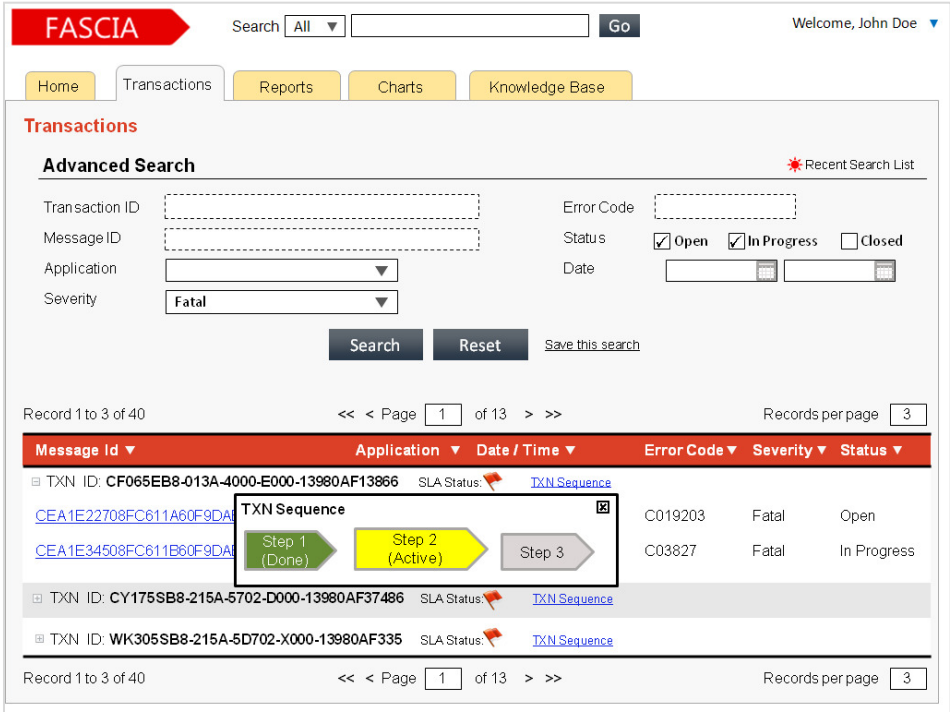 FASCIA Search All Go Welcome, John Doe
Home Transactions Reports Charts Knowledge Base
Transactions
Advanced Search Recent Search List
Transaction ID Error Code
Message ID Status Open In Progress Closed
Application Date
Severity Fatal
Search Reset Save this search
Record 1 to 3 of 40 << < Page 1 of 13 > >> Records per page 3
Message Id Application Date / Time Error Code Severity Status
TXN ID: CF065EB8-013A-4000-E000-13980AF13866 SLA Status: TXN Sequence
TXN Sequence
CEA1E22708FC611A60F9DA C019203 Fatal Open
CEA1E34508FC611B60F9DA C03827 Fatal In Progress
Step 1 (Done)
Step 2 (Active)
Step 3
TXN ID: CY175SB8-215A-5702-D000-13980AF37486 SLA Status: TXN Sequence
TXN ID: WK305SB8-215A-5D702-X000-13980AF335 SLA Status: TXN Sequence
Record 1 to 3 of 40 << < Page 1 of 13 > >> Records per page 3